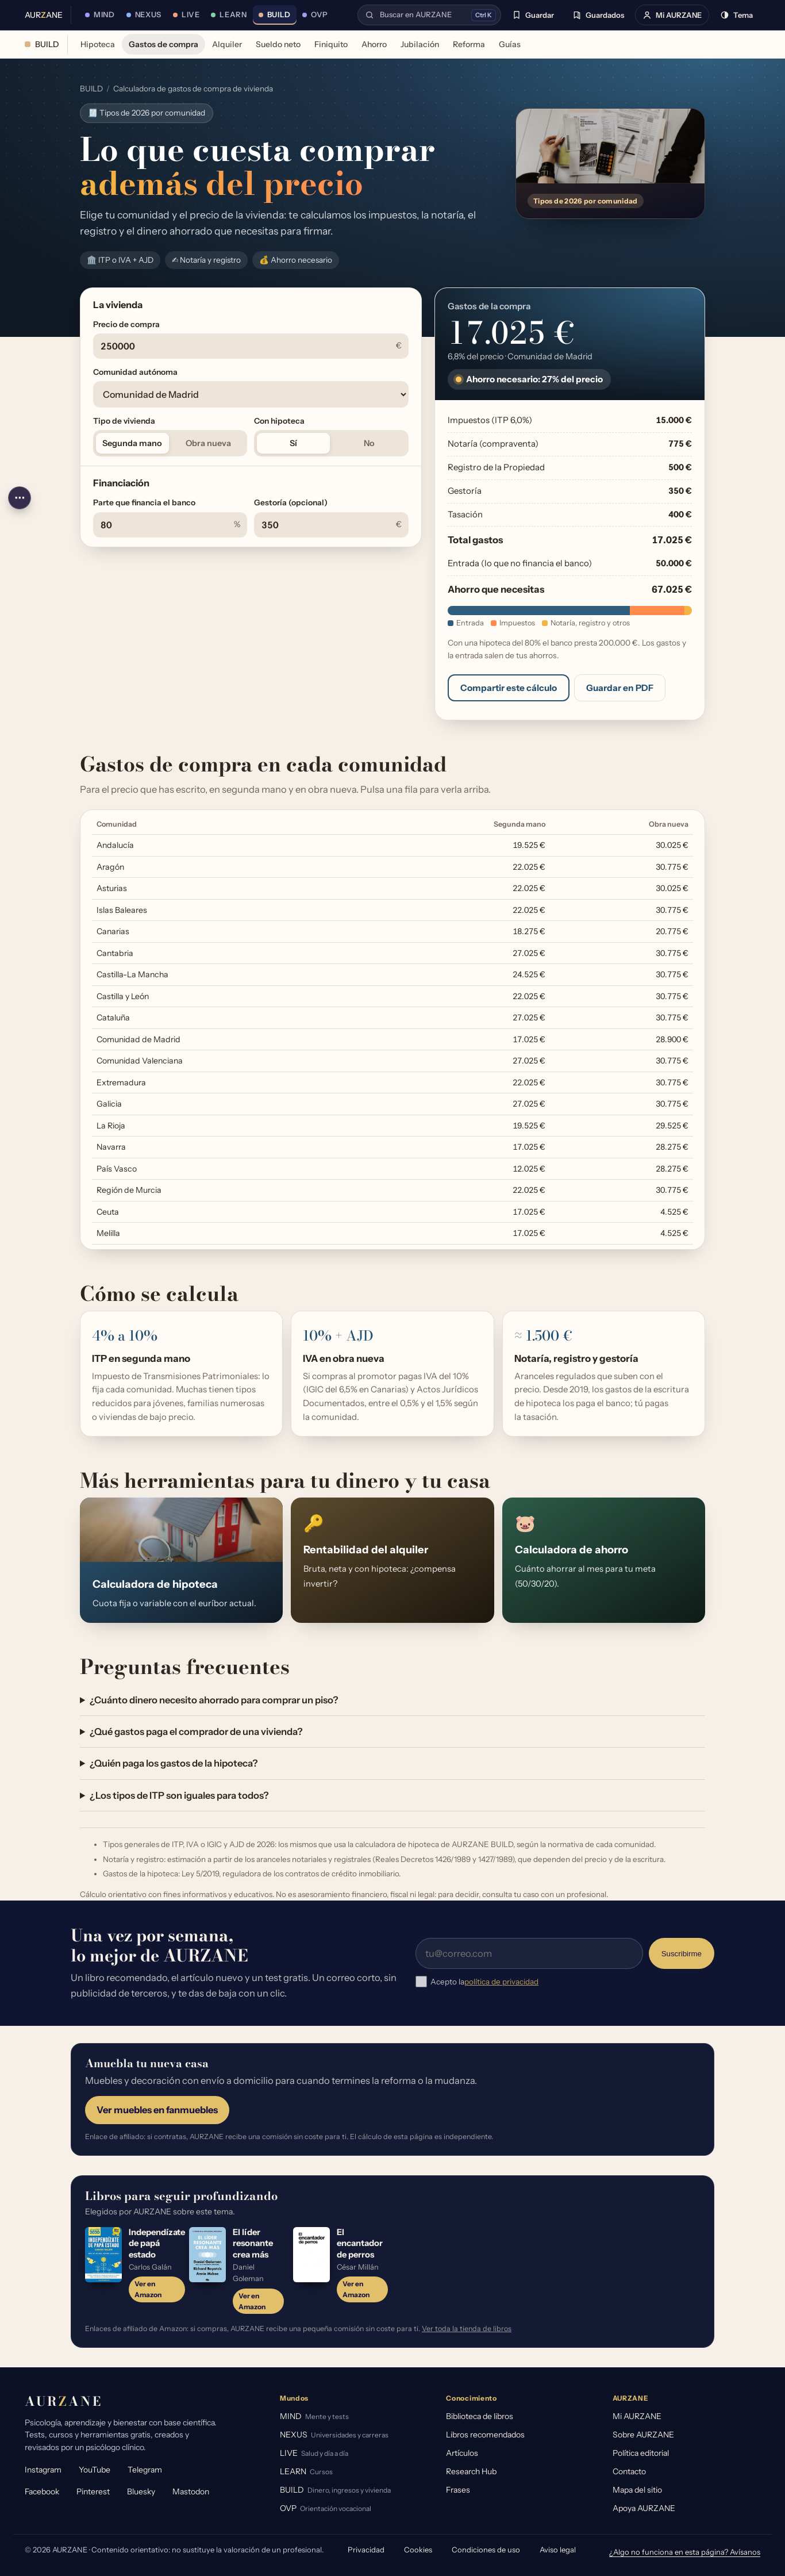 AURZANE
MIND
NEXUS
LIVE
LEARN
BUILD
OVP
Buscar en AURZANE
Ctrl K
Guardar
Guardados
Mi AURZANE
Tema
BUILD
Hipoteca
Gastos de compra
Alquiler
Sueldo neto
Finiquito
Ahorro
Jubilación
Reforma
Guías
BUILD / Calculadora de gastos de compra de vivienda
Tipos de 2026 por comunidad
Lo que cuesta comprar
además del precio
Elige tu comunidad y el precio de la vivienda: te calculamos los impuestos, la notaría, el
registro y el dinero ahorrado que necesitas para firmar.
ITP o IVA + AJD
Notaría y registro
Ahorro necesario
Tipos de 2026 por comunidad
La vivienda
Precio de compra
250000 €
Comunidad autónoma
Comunidad de Madrid
Tipo de vivienda
Con hipoteca
Segunda mano
Obra nueva
Sí
No
Financiación
Parte que financia el banco
Gestoría (opcional)
80 %
350 €
Gastos de la compra
17.025 €
6,8% del precio · Comunidad de Madrid
Ahorro necesario: 27% del precio
Impuestos (ITP 6,0%) 15.000 €
Notaría (compraventa) 775 €
Registro de la Propiedad 500 €
Gestoría 350 €
Tasación 400 €
Total gastos 17.025 €
Entrada (lo que no financia el banco) 50.000 €
Ahorro que necesitas 67.025 €
Entrada
Impuestos
Notaría, registro y otros
Con una hipoteca del 80% el banco presta 200.000 €. Los gastos y
la entrada salen de tus ahorros.
Compartir este cálculo
Guardar en PDF
Gastos de compra en cada comunidad
Para el precio que has escrito, en segunda mano y en obra nueva. Pulsa una fila para verla arriba.
Comunidad Segunda mano Obra nueva
Andalucía 19.525 € 30.025 €
Aragón 22.025 € 30.775 €
Asturias 22.025 € 30.025 €
Islas Baleares 22.025 € 30.775 €
Canarias 18.275 € 20.775 €
Cantabria 27.025 € 30.775 €
Castilla-La Mancha 24.525 € 30.775 €
Castilla y León 22.025 € 30.775 €
Cataluña 27.025 € 30.775 €
Comunidad de Madrid 17.025 € 28.900 €
Comunidad Valenciana 27.025 € 30.775 €
Extremadura 22.025 € 30.775 €
Galicia 27.025 € 30.775 €
La Rioja 19.525 € 29.525 €
Navarra 17.025 € 28.275 €
País Vasco 12.025 € 28.275 €
Región de Murcia 22.025 € 30.775 €
Ceuta 17.025 € 4.525 €
Melilla 17.025 € 4.525 €
Cómo se calcula
4% a 10%
ITP en segunda mano
Impuesto de Transmisiones Patrimoniales: lo
fija cada comunidad. Muchas tienen tipos
reducidos para jóvenes, familias numerosas
o viviendas de bajo precio.
10% + AJD
IVA en obra nueva
Si compras al promotor pagas IVA del 10%
(IGIC del 6,5% en Canarias) y Actos Jurídicos
Documentados, entre el 0,5% y el 1,5% según
la comunidad.
≈ 1.500 €
Notaría, registro y gestoría
Aranceles regulados que suben con el
precio. Desde 2019, los gastos de la escritura
de hipoteca los paga el banco; tú pagas
la tasación.
Más herramientas para tu dinero y tu casa
Calculadora de hipoteca
Cuota fija o variable con el euríbor actual.
Rentabilidad del alquiler
Bruta, neta y con hipoteca: ¿compensa
invertir?
Calculadora de ahorro
Cuánto ahorrar al mes para tu meta
(50/30/20).
Preguntas frecuentes
¿Cuánto dinero necesito ahorrado para comprar un piso?
¿Qué gastos paga el comprador de una vivienda?
¿Quién paga los gastos de la hipoteca?
¿Los tipos de ITP son iguales para todos?
Tipos generales de ITP, IVA o IGIC y AJD de 2026: los mismos que usa la calculadora de hipoteca de AURZANE BUILD, según la normativa de cada comunidad.
Notaría y registro: estimación a partir de los aranceles notariales y registrales (Reales Decretos 1426/1989 y 1427/1989), que dependen del precio y de la escritura.
Gastos de la hipoteca: Ley 5/2019, reguladora de los contratos de crédito inmobiliario.
Cálculo orientativo con fines informativos y educativos. No es asesoramiento financiero, fiscal ni legal: para decidir, consulta tu caso con un profesional.
Una vez por semana,
lo mejor de AURZANE
Un libro recomendado, el artículo nuevo y un test gratis. Un correo corto, sin
publicidad de terceros, y te das de baja con un clic.
tu@correo.com
Suscribirme
Acepto la política de privacidad
Amuebla tu nueva casa
Muebles y decoración con envío a domicilio para cuando termines la reforma o la mudanza.
Ver muebles en fanmuebles
Enlace de afiliado: si contratas, AURZANE recibe una comisión sin coste para ti. El cálculo de esta página es independiente.
Libros para seguir profundizando
Elegidos por AURZANE sobre este tema.
Independízate
de papá
estado
Carlos Galán
Ver en
Amazon
El líder
resonante
crea más
Daniel
Goleman
Ver en
Amazon
El encantador
de perros
El
encantador
de perros
César Millán
Ver en
Amazon
Enlaces de afiliado de Amazon: si compras, AURZANE recibe una pequeña comisión sin coste para ti. Ver toda la tienda de libros
AURZANE
Psicología, aprendizaje y bienestar con base científica.
Tests, cursos y herramientas gratis, creados y
revisados por un psicólogo clínico.
Instagram
YouTube
Telegram
Facebook
Pinterest
Bluesky
Mastodon
Mundos
MIND Mente y tests
NEXUS Universidades y carreras
LIVE Salud y día a día
LEARN Cursos
BUILD Dinero, ingresos y vivienda
OVP Orientación vocacional
Conocimiento
Biblioteca de libros
Libros recomendados
Artículos
Research Hub
Frases
AURZANE
Mi AURZANE
Sobre AURZANE
Política editorial
Contacto
Mapa del sitio
Apoya AURZANE
© 2026 AURZANE · Contenido orientativo: no sustituye la valoración de un profesional.
Privacidad
Cookies
Condiciones de uso
Aviso legal
¿Algo no funciona en esta página? Avísanos